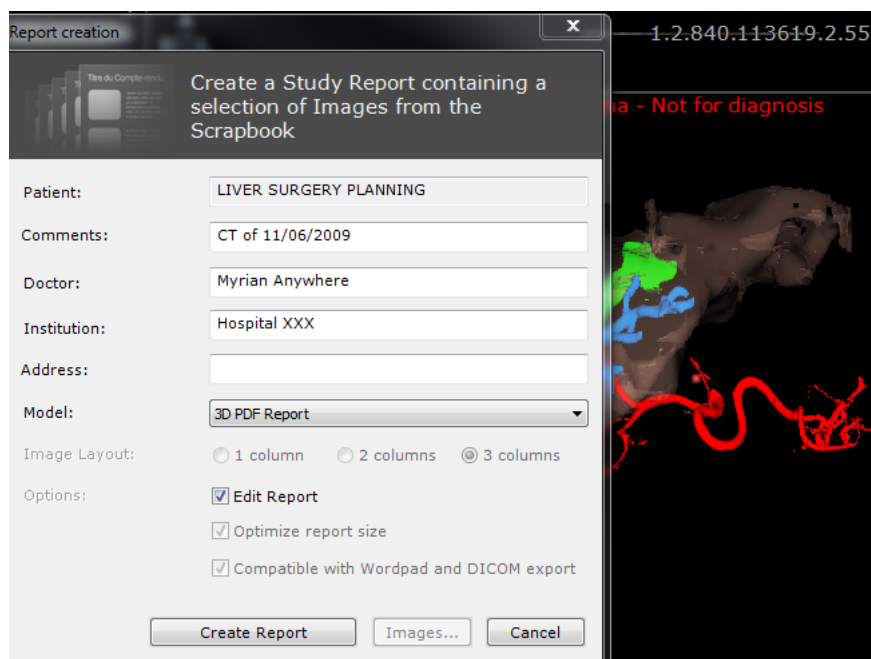 Report creation
x
1.2.840.113619.2.55
Titre du Compte-rendu
Create a Study Report containing a
selection of Images from the
Scrapbook
a - Not for diagnosis
Patient:
LIVER SURGERY PLANNING
Comments:
CT of 11/06/2009
Doctor:
Myrian Anywhere
Institution:
Hospital XXX
Address:
Model:
3D PDF Report
Image Layout:
1 column
2 columns
3 columns
Options:
Edit Report
Optimize report size
Compatible with Wordpad and DICOM export
Create Report
Images...
Cancel